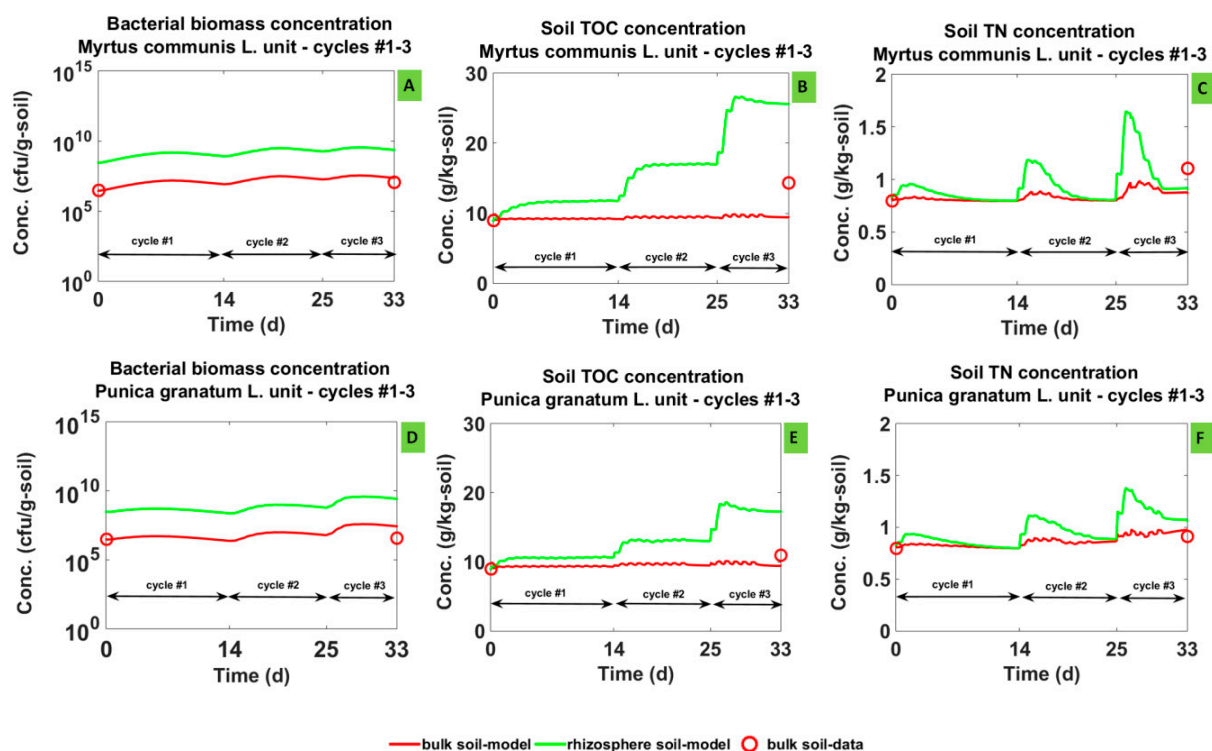 Bacterial biomass concentration
Myrtus communis L. unit - cycles #1-3
Soil TOC concentration
Myrtus communis L. unit - cycles #1-3
Soil TN concentration
Myrtus communis L. unit - cycles #1-3
A
Conc. (cfu/g-soil)
10^15
10^10
10^5
10^0
cycle #1
cycle #2
cycle #3
0 14 25 33
Time (d)
B
Conc. (g/kg-soil)
30
20
10
0
cycle #1
cycle #2
cycle #3
0 14 25 33
Time (d)
C
Conc. (g/kg-soil)
2
1.5
1
0.5
0
cycle #1
cycle #2
cycle #3
0 14 25 33
Time (d)
Bacterial biomass concentration
Punica granatum L. unit - cycles #1-3
Soil TOC concentration
Punica granatum L. unit - cycles #1-3
Soil TN concentration
Punica granatum L. unit - cycles #1-3
D
Conc. (cfu/g-soil)
10^15
10^10
10^5
10^0
cycle #1
cycle #2
cycle #3
0 14 25 33
Time (d)
E
Conc. (g/kg-soil)
30
20
10
0
cycle #1
cycle #2
cycle #3
0 14 25 33
Time (d)
F
Conc. (g/kg-soil)
2
1.5
1
0.5
0
cycle #1
cycle #2
cycle #3
0 14 25 33
Time (d)
bulk soil-model rhizosphere soil-model bulk soil-data